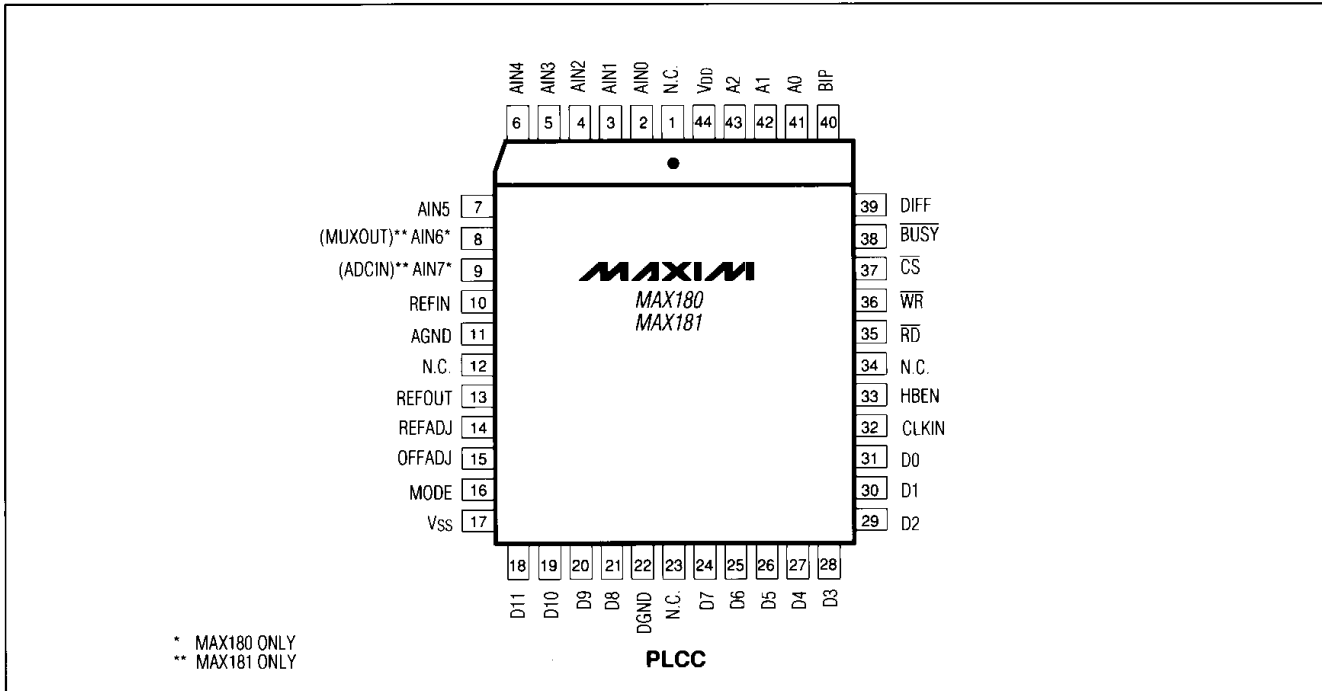 AIN4 AIN3 AIN2 AIN1 AIN0 N.C. VDD A2 A1 A0 BIP
6 5 4 3 2 1 44 43 42 41 40
AIN5 7
(MUXOUT)** AIN6* 8
(ADCIN)** AIN7* 9
REFIN 10
AGND 11
N.C. 12
REFOUT 13
REFADJ 14
OFFADJ 15
MODE 16
VSS 17
MAXIM
MAX180
MAX181
39 DIFF
38 BUSY
37 CS
36 WR
35 RD
34 N.C.
33 HBEN
32 CLKIN
31 D0
30 D1
29 D2
18 19 20 21 22 23 24 25 26 27 28
D11 D10 D9 D8 DGND N.C. D7 D6 D5 D4 D3
* MAX180 ONLY
** MAX181 ONLY
PLCC